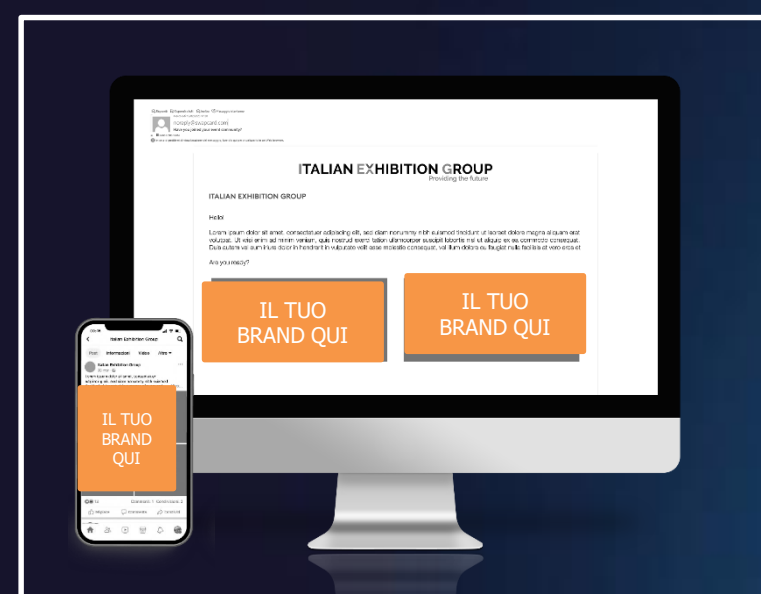 noreply@swapcard.com
Have you joined your event community?
ITALIAN EXHIBITION GROUP
Providing the future
ITALIAN EXHIBITION GROUP
Hello!
Lorem ipsum dolor sit amet, consectetuer adipiscing elit, sed diam nonummy nibh euismod tincidunt ut laoreet dolore magna aliquam erat
volutpat. Ut wisi enim ad minim veniam, quis nostrud exerci tation ullamcorper suscipit lobortis nisl ut aliquip ex ea commodo consequat.
Duis autem vel eum iriure dolor in hendrerit in vulputate velit esse molestie consequat, vel illum dolore eu feugiat nulla facilisis at vero eros et
Are you ready?
IL TUO
BRAND QUI
IL TUO
BRAND QUI
Italian Exhibition Group
Post Informazioni Video Altro
Italian Exhibition Group
IL TUO
BRAND
QUI